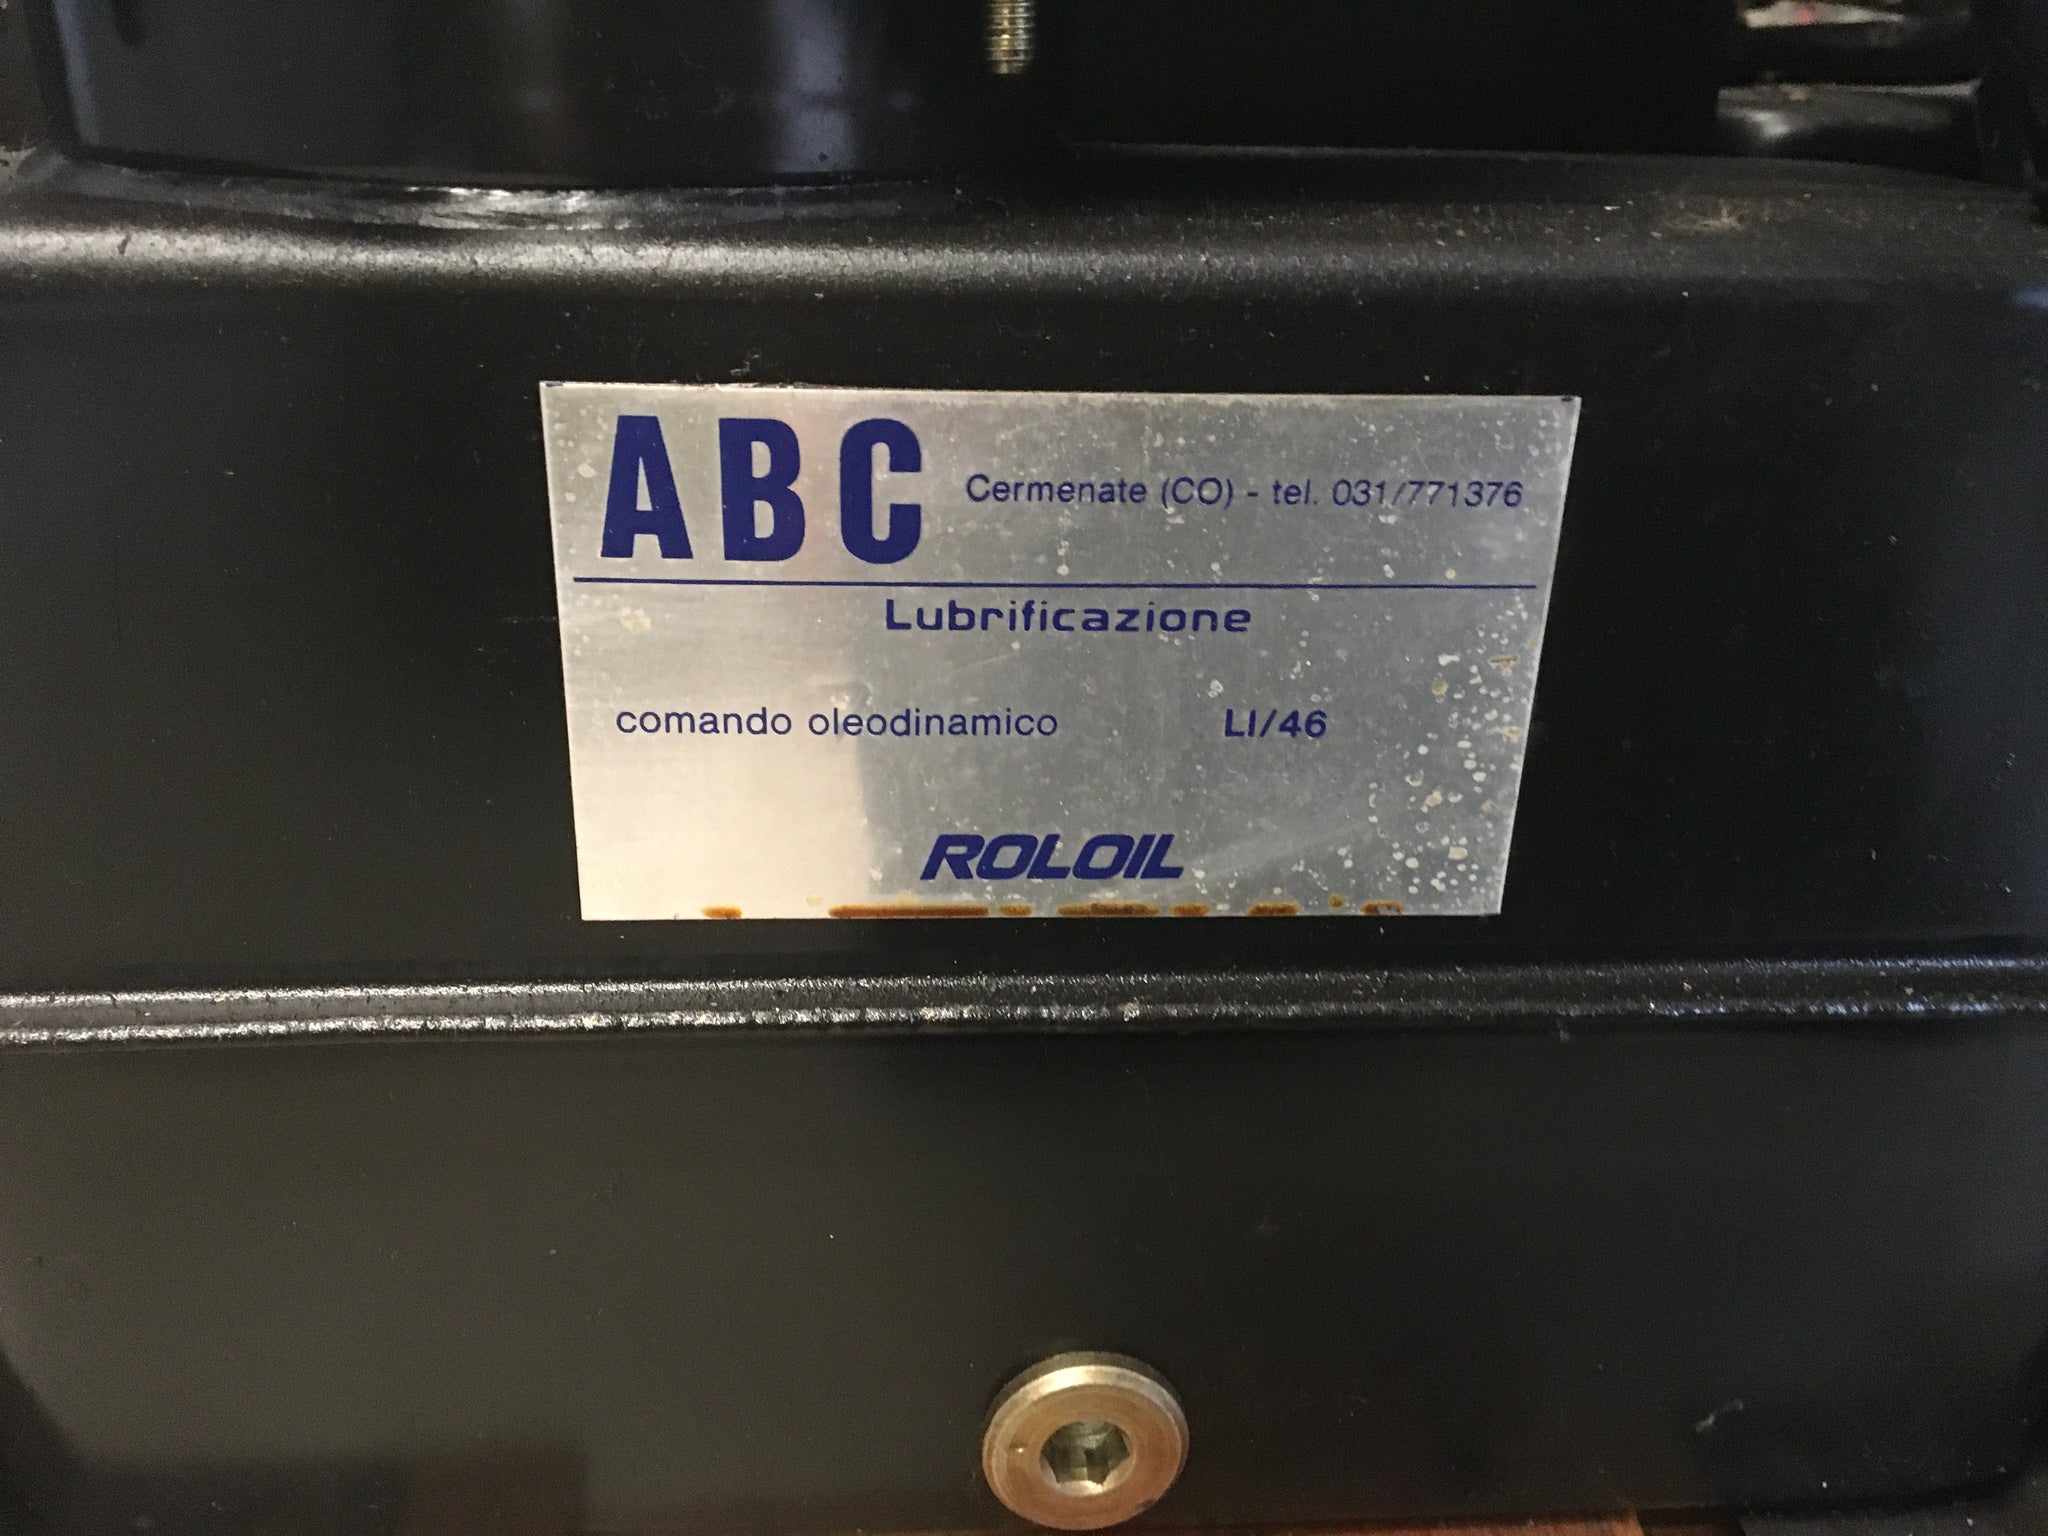 ABC Cermenate (CO) - tel. 031/771376
Lubrificazione
comando oleodinamico LI/46
ROLOIL